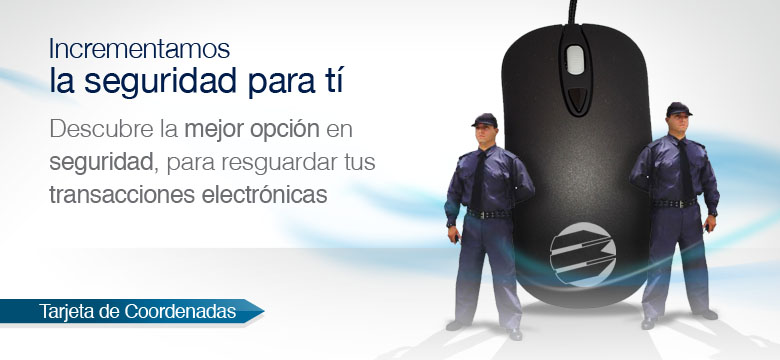 Incrementamos
la seguridad para tí
Descubre la mejor opción en
seguridad, para resguardar tus
transacciones electrónicas
Tarjeta de Coordenadas